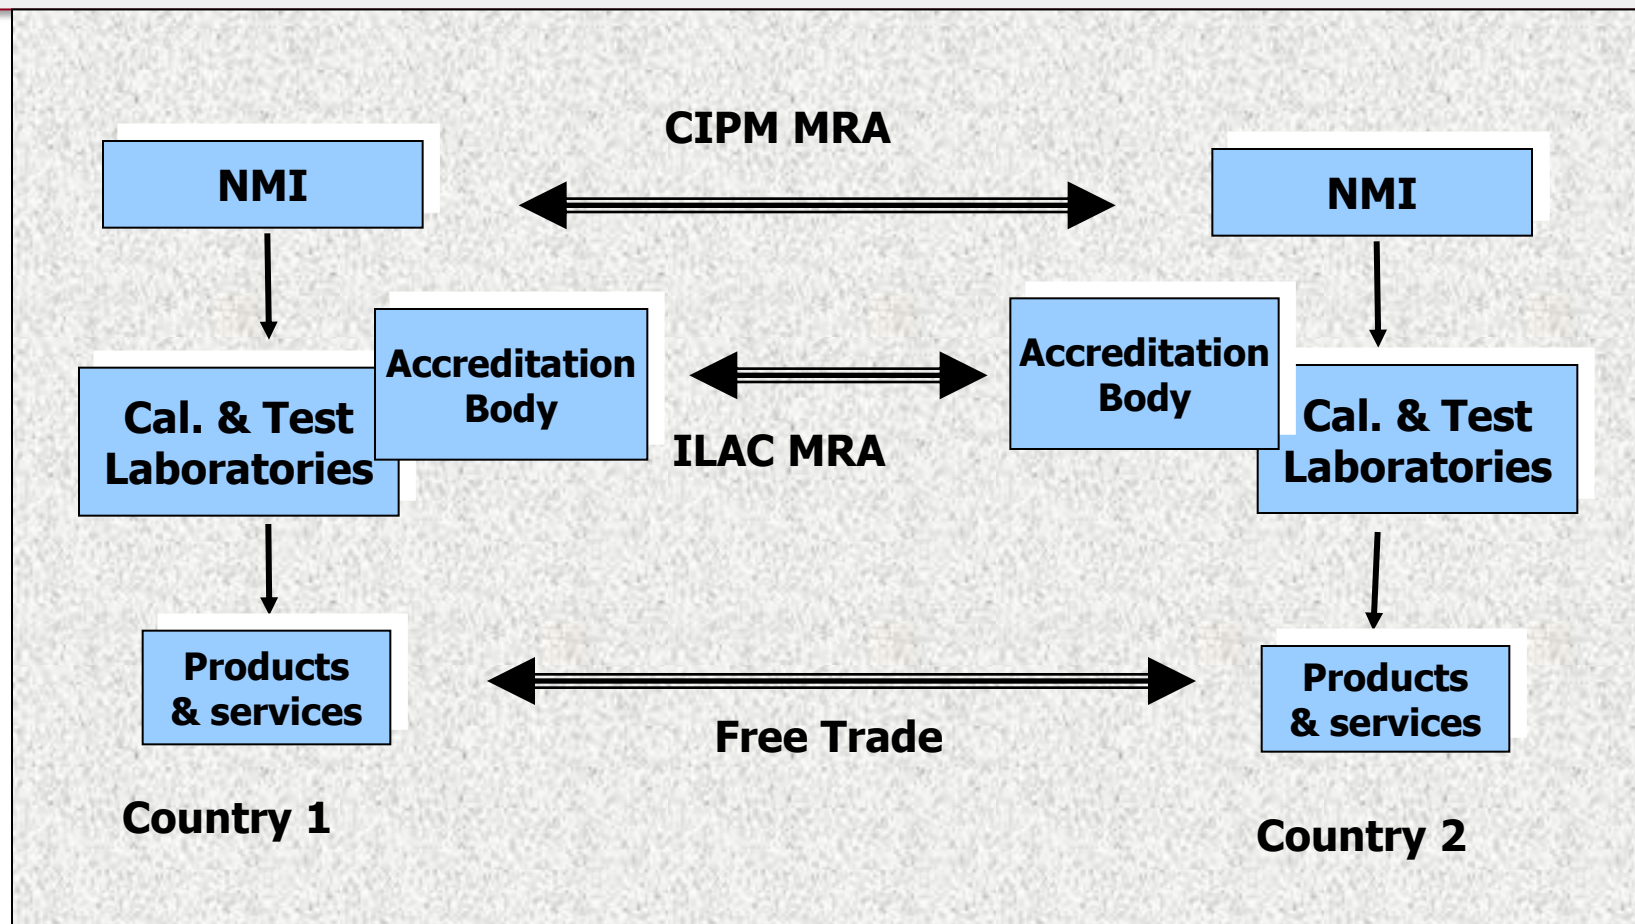 CIPM MRA
NMI
NMI
Accreditation
Body
Accreditation
Body
Cal. & Test
Laboratories
ILAC MRA
Cal. & Test
Laboratories
Products
& services
Products
& services
Free Trade
Country 1
Country 2